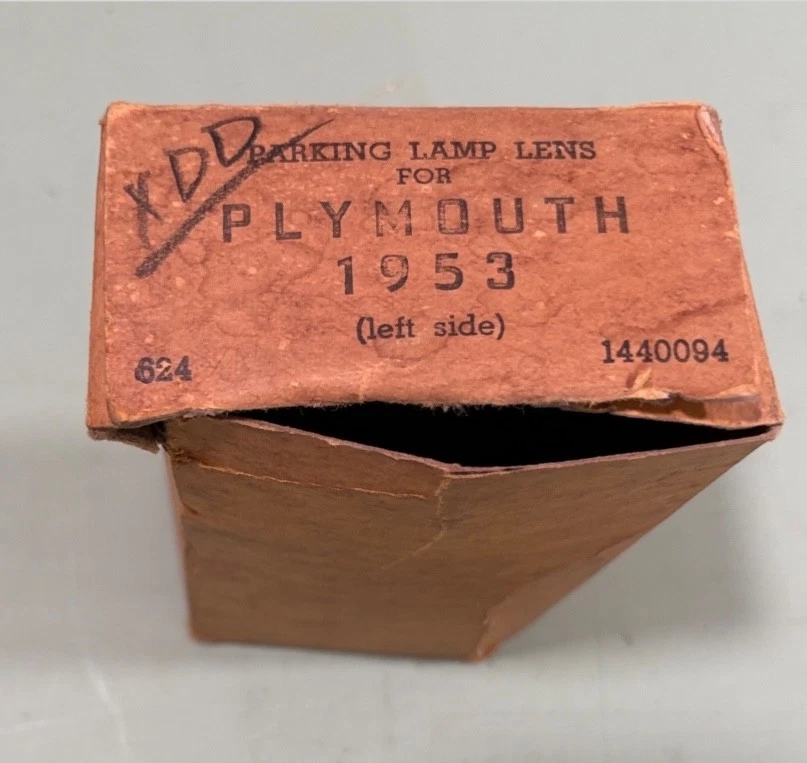 XDD
PARKING LAMP LENS
FOR
PLYMOUTH
1953
(left side)
624
1440094